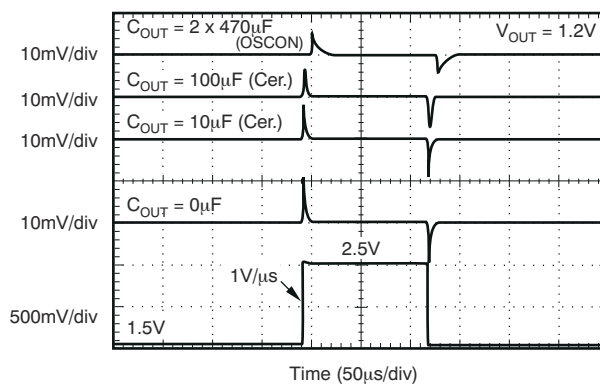 C_OUT = 2 x 470µF
(OSCON)
V_OUT = 1.2V
10mV/div
C_OUT = 100µF (Cer.)
10mV/div
C_OUT = 10µF (Cer.)
10mV/div
C_OUT = 0µF
10mV/div
2.5V
1V/µs
500mV/div
1.5V
Time (50µs/div)